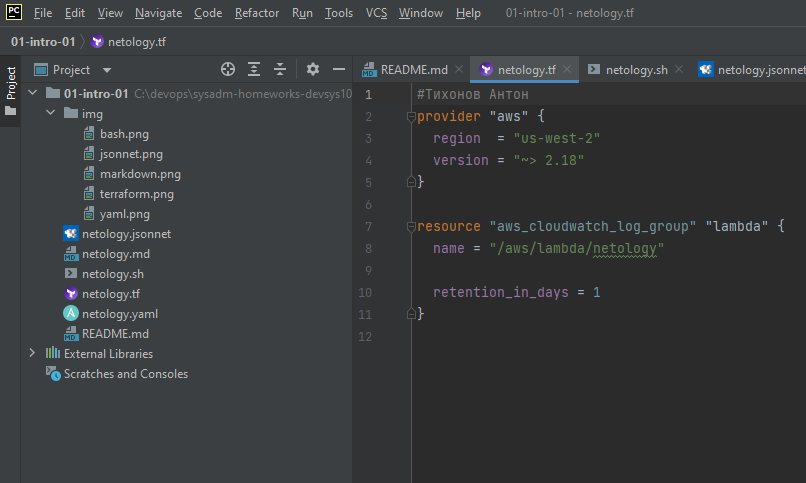 PC File Edit View Navigate Code Refactor Run Tools VCS Window Help 01-intro-01 - netology.tf
01-intro-01 netology.tf
Project
Project
README.md netology.tf netology.sh netology.jsonnet
01-intro-01 C:\devops\sysadm-homeworks-devsys10
img
bash.png
jsonnet.png
markdown.png
terraform.png
yaml.png
netology.jsonnet
netology.md
netology.sh
netology.tf
netology.yaml
README.md
External Libraries
Scratches and Consoles
1 #Тихонов Антон
2 provider "aws" {
3 region = "us-west-2"
4 version = "~> 2.18"
5 }
6
7 resource "aws_cloudwatch_log_group" "lambda" {
8 name = "/aws/lambda/netology"
9
10 retention_in_days = 1
11 }
12